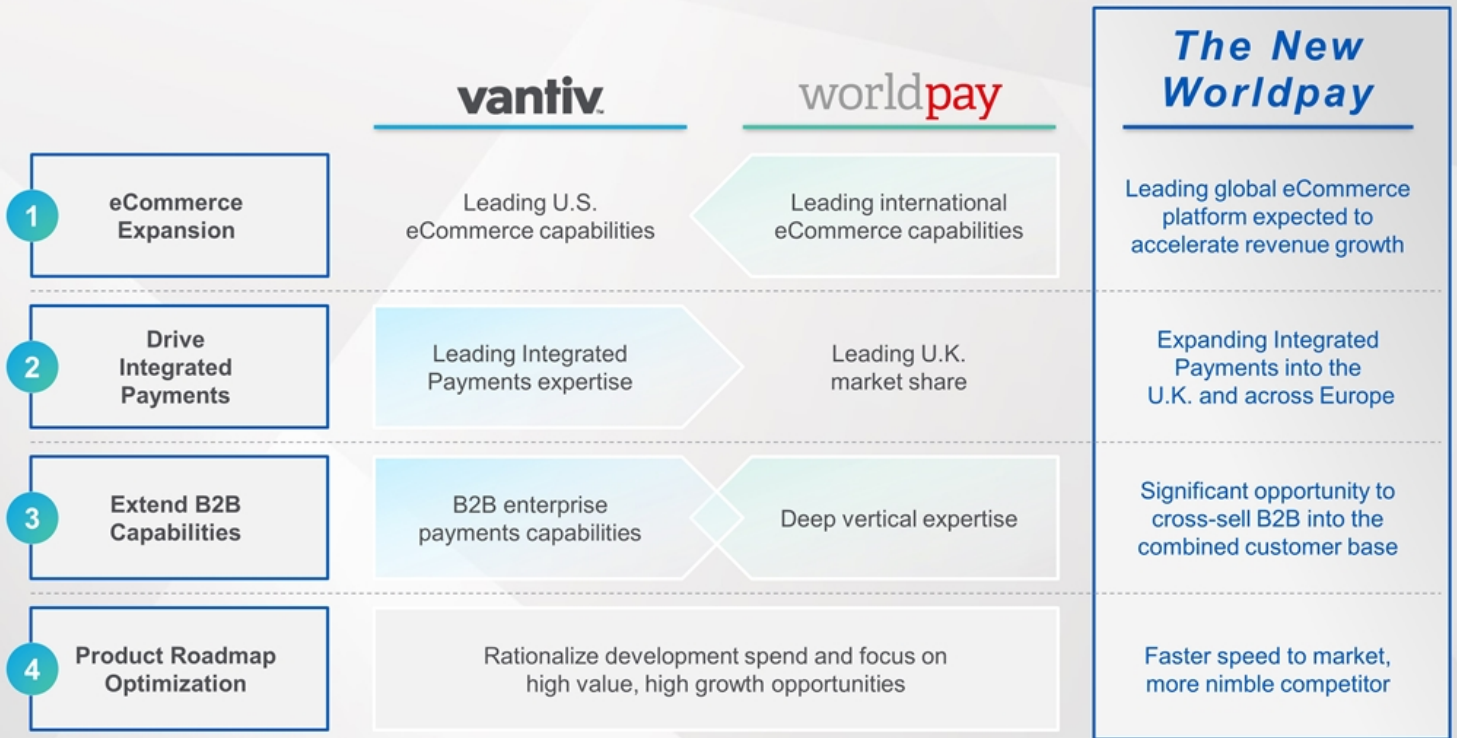 vantiv™
worldpay
The New
Worldpay
1
eCommerce
Expansion
Leading U.S.
eCommerce capabilities
Leading international
eCommerce capabilities
Leading global eCommerce
platform expected to
accelerate revenue growth
2
Drive
Integrated
Payments
Leading Integrated
Payments expertise
Leading U.K.
market share
Expanding Integrated
Payments into the
U.K. and across Europe
3
Extend B2B
Capabilities
B2B enterprise
payments capabilities
Deep vertical expertise
Significant opportunity to
cross-sell B2B into the
combined customer base
4
Product Roadmap
Optimization
Rationalize development spend and focus on
high value, high growth opportunities
Faster speed to market,
more nimble competitor